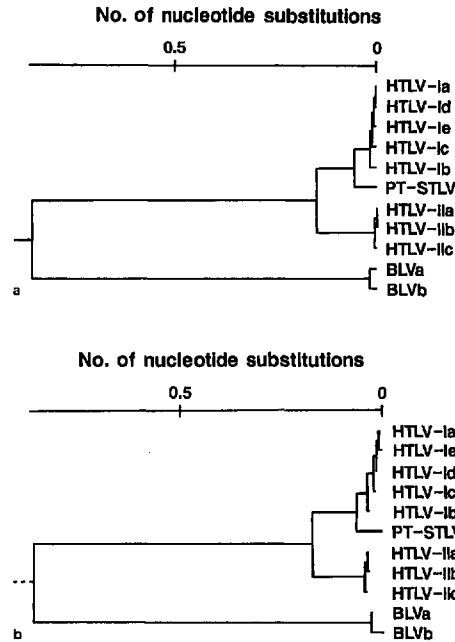 No. of nucleotide substitutions
0.5 0
HTLV-Ia
HTLV-Id
HTLV-Ie
HTLV-Ic
HTLV-Ib
PT-STLV
HTLV-IIa
HTLV-IIb
HTLV-IIc
BLVa
BLVb
a
No. of nucleotide substitutions
0.5 0
HTLV-Ia
HTLV-Ie
HTLV-Id
HTLV-Ic
HTLV-Ib
PT-STLV
HTLV-IIa
HTLV-IIb
BLVa
BLVb
b